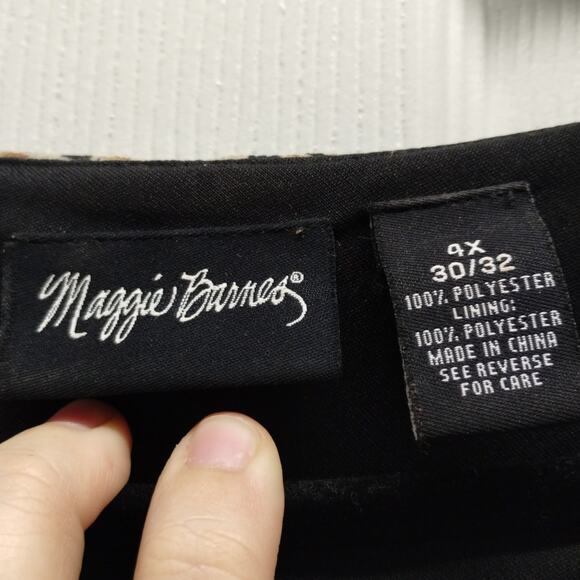 Maggie Barnes®
4X
30/32
100% POLYESTER
LINING:
100% POLYESTER
MADE IN CHINA
SEE REVERSE
FOR CARE